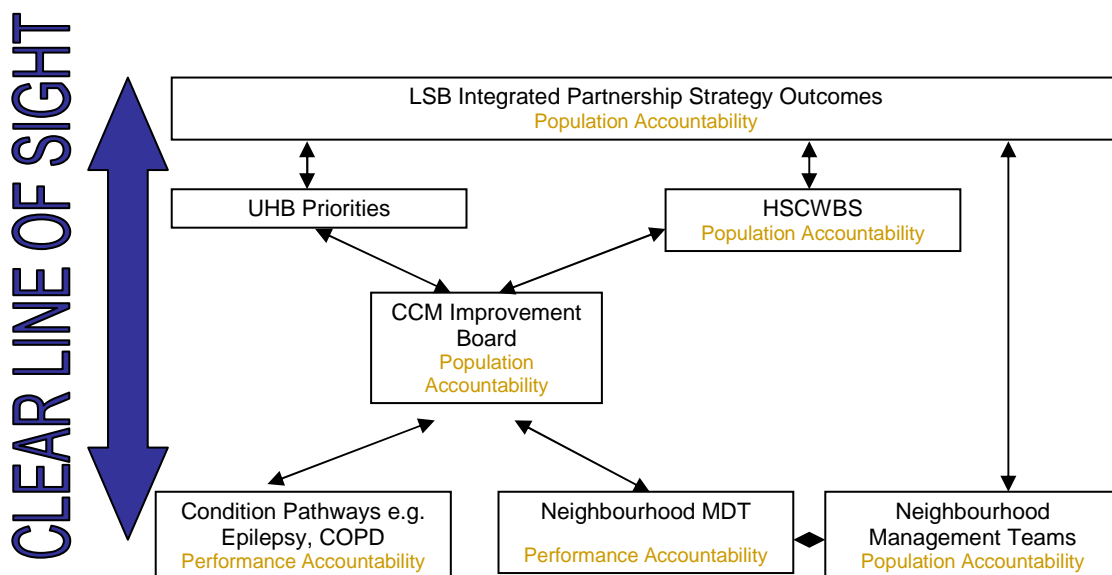 CLEAR LINE OF SIGHT
LSB Integrated Partnership Strategy Outcomes
Population Accountability
UHB Priorities
HSCWBS
Population Accountability
CCM Improvement
Board
Population
Accountability
Condition Pathways e.g.
Epilepsy, COPD
Performance Accountability
Neighbourhood MDT
Performance Accountability
Neighbourhood
Management Teams
Population Accountability